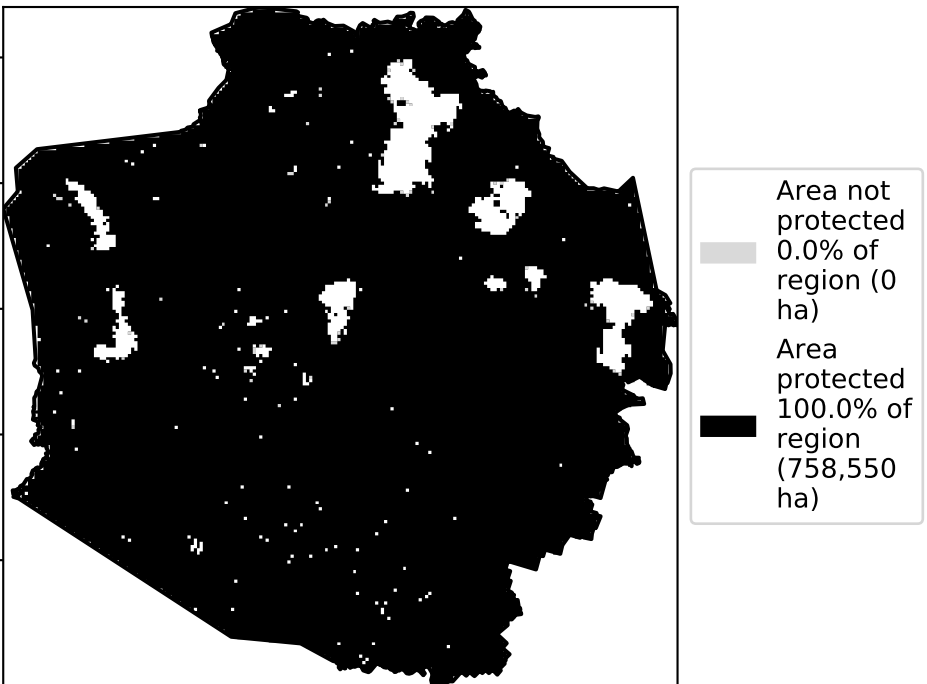 Area not
protected
0.0% of
region (0
ha)
Area
protected
100.0% of
region
(758,550
ha)